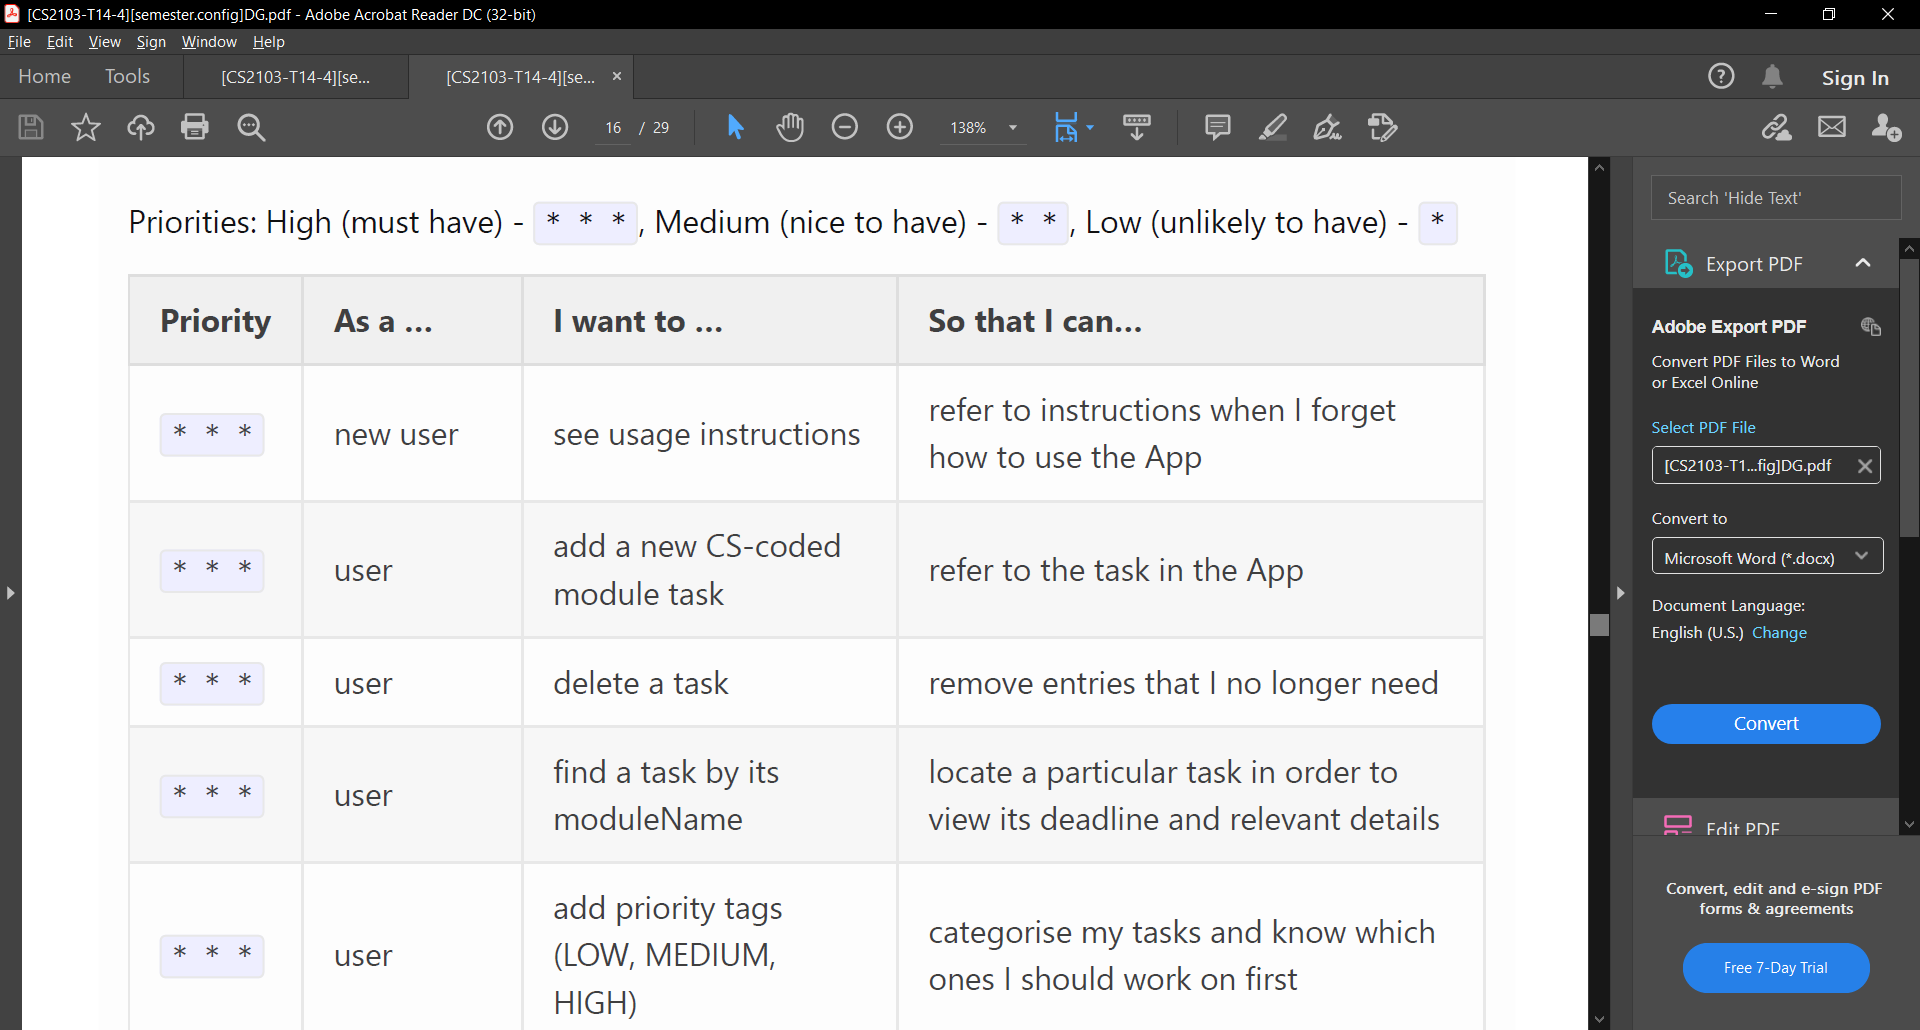 [CS2103-T14-4][semester.config]DG.pdf - Adobe Acrobat Reader DC (32-bit)
File Edit View Sign Window Help
Home Tools [CS2103-T14-4][se... [CS2103-T14-4][se... × Sign In
16 / 29 138%
Priorities: High (must have) - * * *, Medium (nice to have) - * *, Low (unlikely to have) - *
Priority As a … I want to … So that I can…
* * * new user see usage instructions refer to instructions when I forget
how to use the App
* * * user add a new CS-coded
module task refer to the task in the App
* * * user delete a task remove entries that I no longer need
* * * user find a task by its
moduleName locate a particular task in order to
view its deadline and relevant details
* * * user add priority tags
(LOW, MEDIUM,
HIGH) categorise my tasks and know which
ones I should work on first
Search 'Hide Text'
Export PDF
Adobe Export PDF
Convert PDF Files to Word
or Excel Online
Select PDF File
[CS2103-T1...fig]DG.pdf
Convert to
Microsoft Word (*.docx)
Document Language:
English (U.S.) Change
Convert
Edit PDF
Convert, edit and e-sign PDF
forms & agreements
Free 7-Day Trial